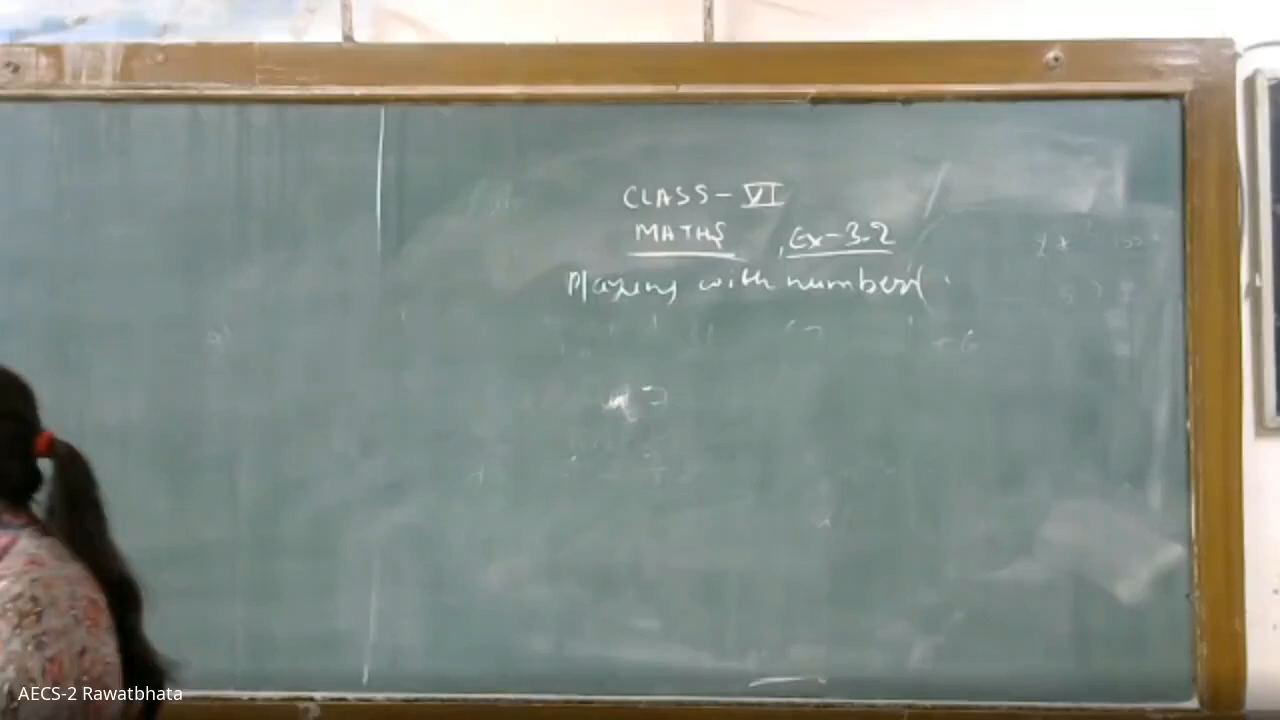 CLASS-VI
MATHS, Ex-3.2
Playing with numbers.
AECS-2 Rawatbhata